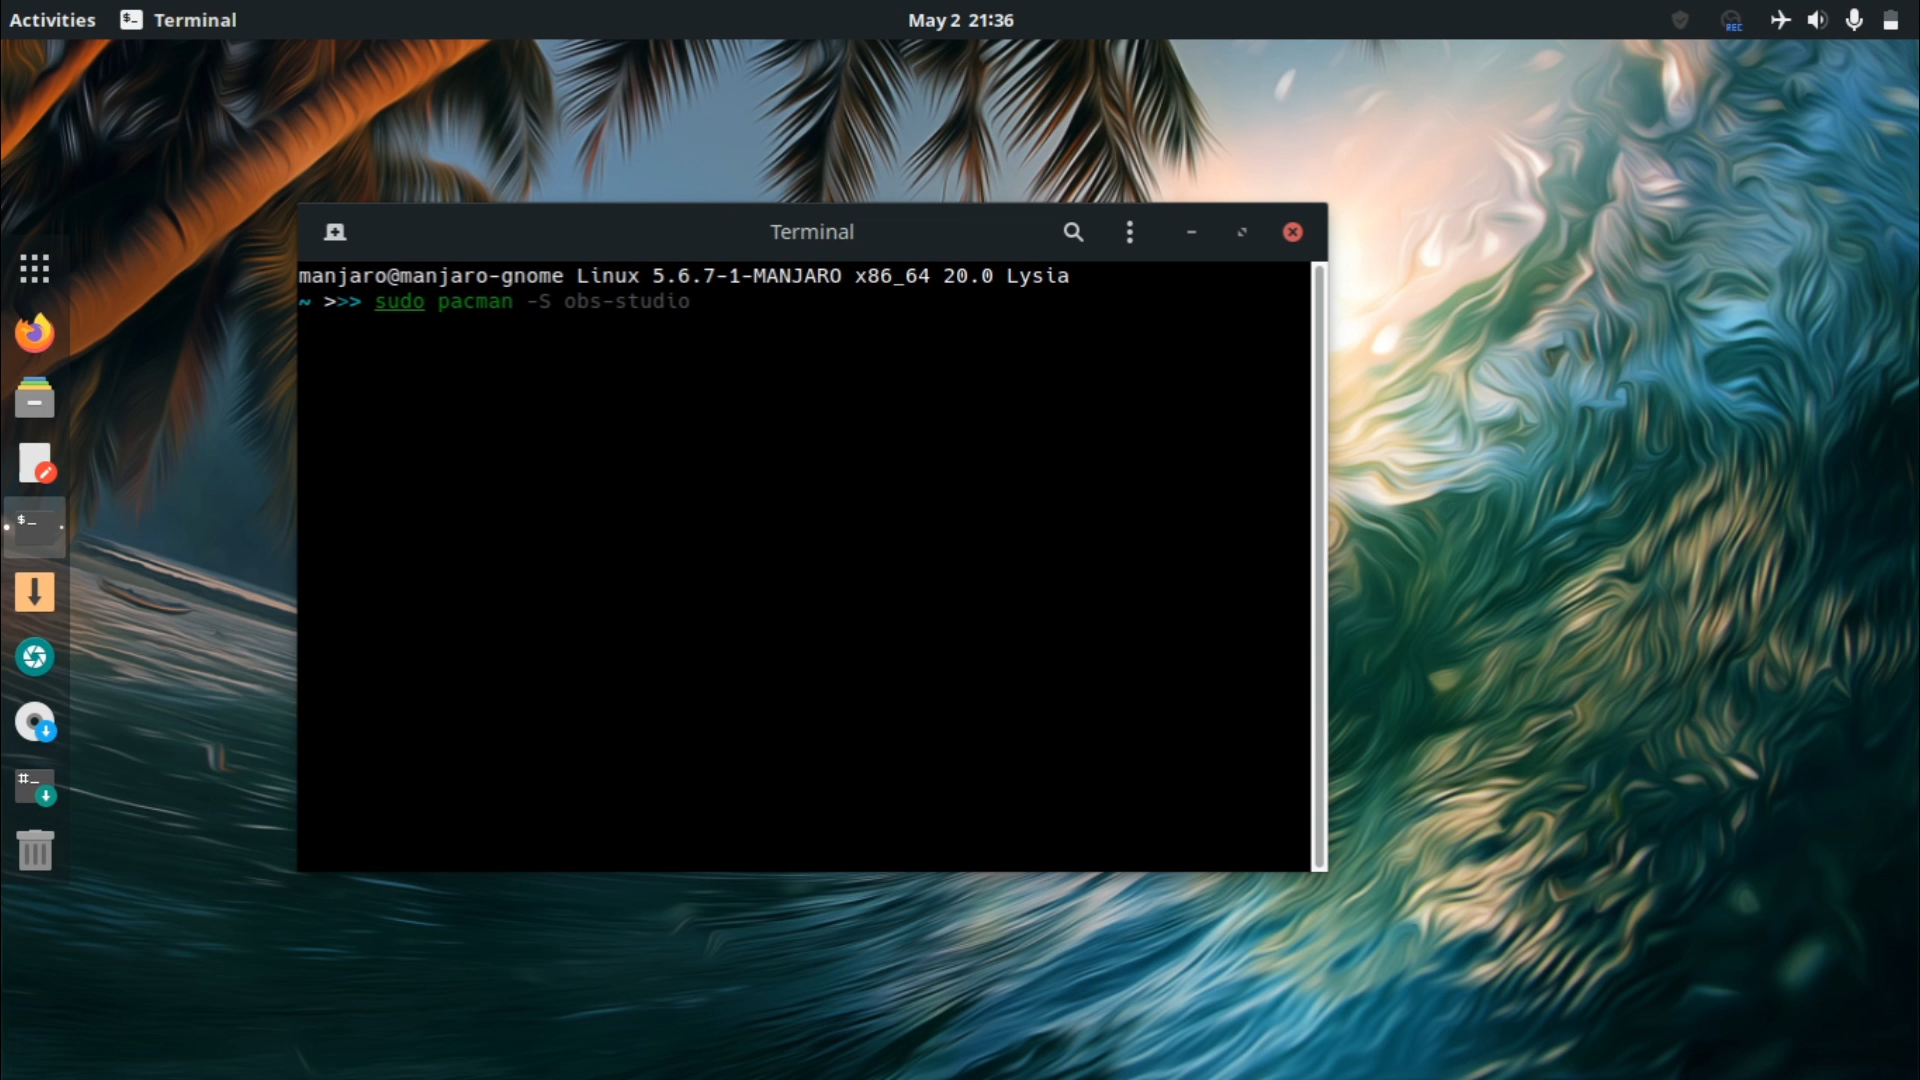 Activities $_ Terminal May 2 21:36 REC
Terminal
manjaro@manjaro-gnome Linux 5.6.7-1-MANJARO x86_64 20.0 Lysia
~ >>> sudo pacman -S obs-studio
$_
#_